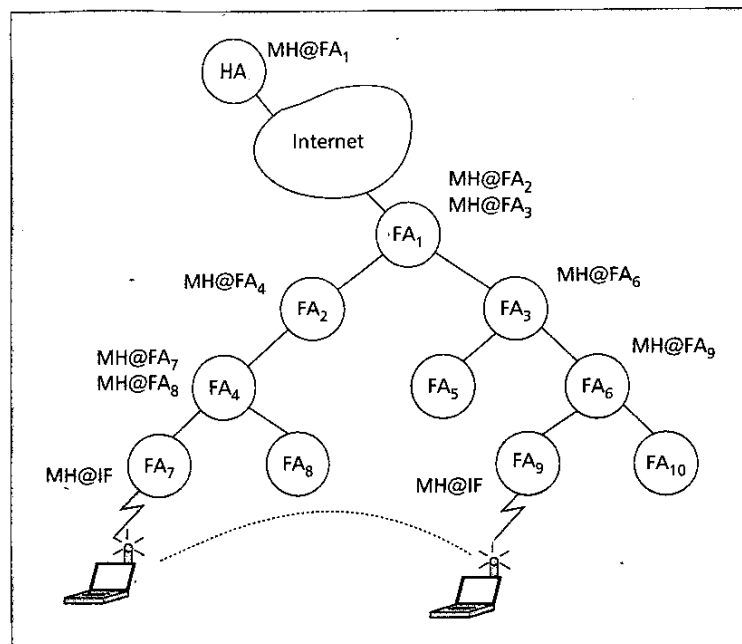 MH@FA₁
HA
Internet
MH@FA₂
MH@FA₃
FA₁
MH@FA₄
MH@FA₆
FA₂
FA₃
MH@FA₇
MH@FA₈
MH@FA₉
FA₄
FA₅
FA₆
MH@IF
FA₇
FA₈
MH@IF
FA₉
FA₁₀